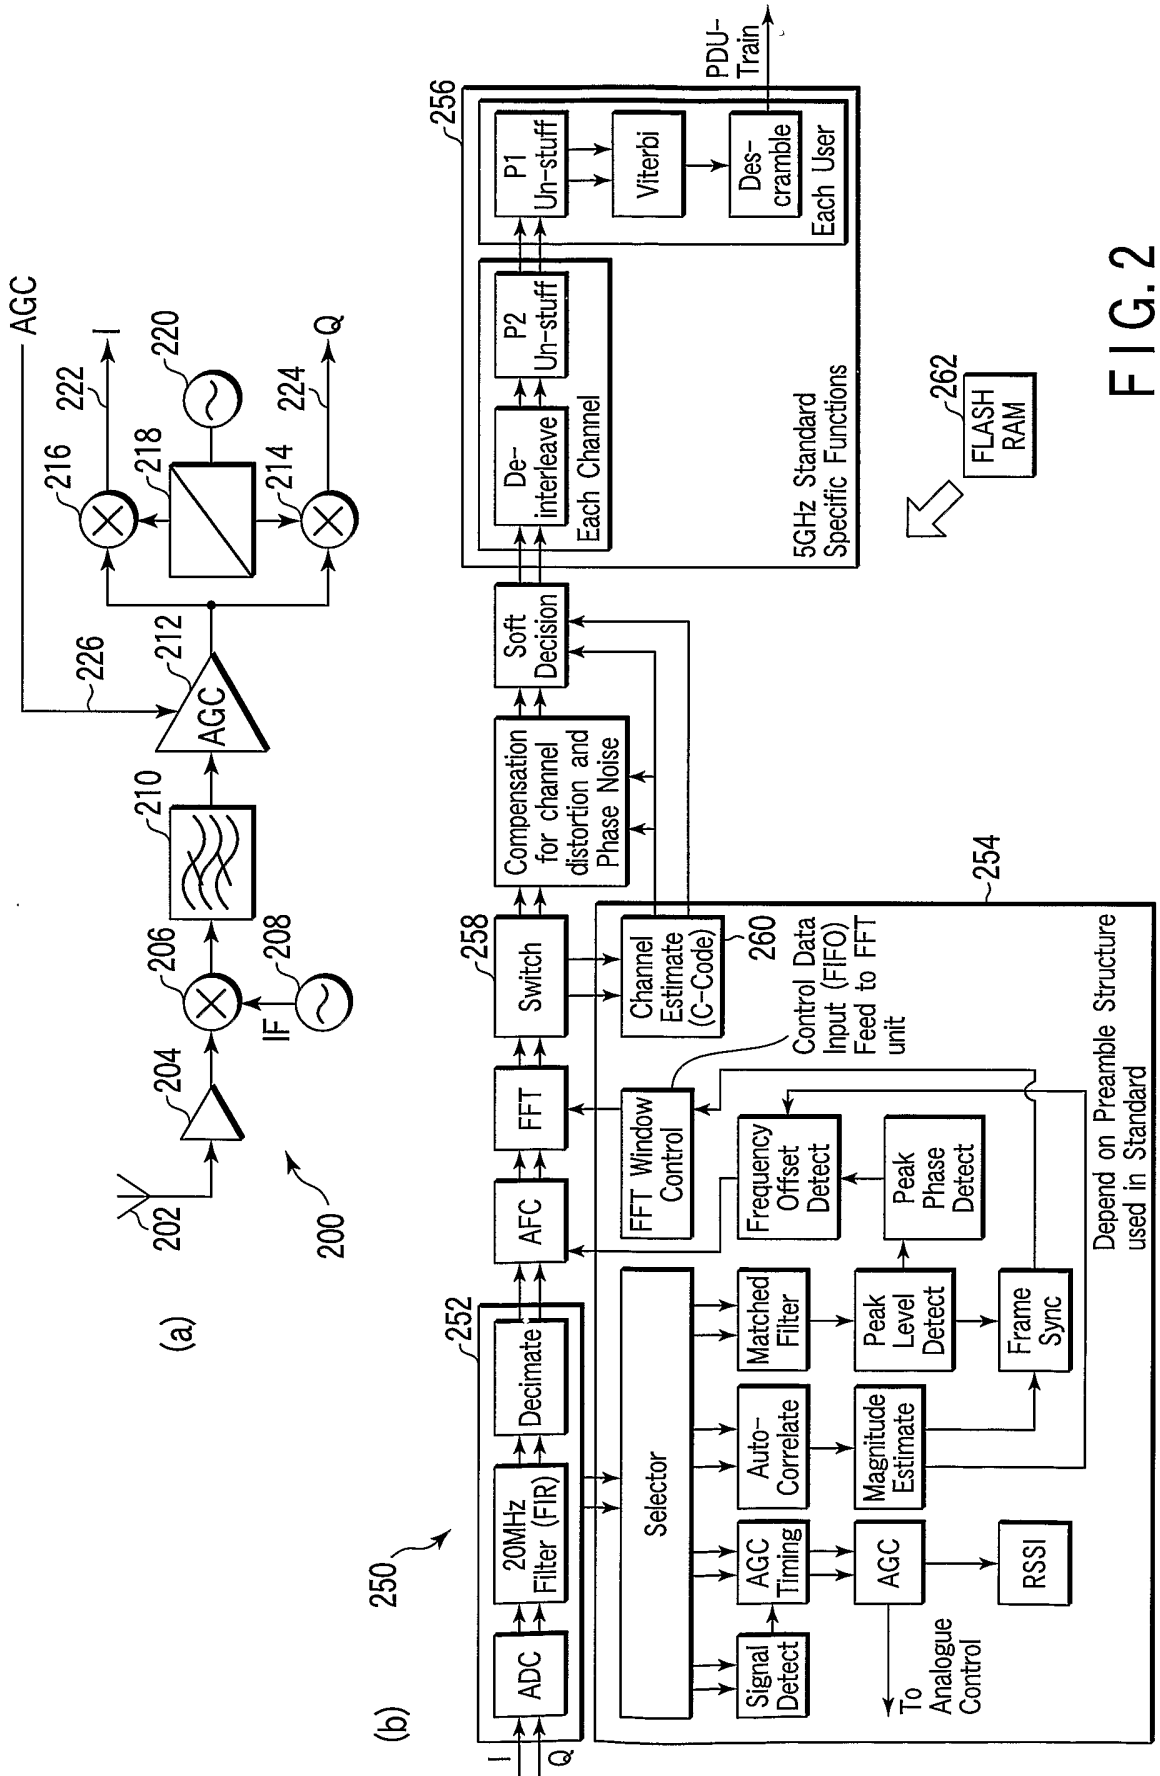 (a)
200
202
204
206
IF
208
210
AGC
212
226
AGC
216
218
214
222
I
220
224
Q
(b)
250
I
Q
252
ADC
20MHz
Filter (FIR)
Decimate
AFC
FFT
258
Switch
Compensation
for channel
distortion and
Phase Noise
Soft
Decision
256
De-
interleave
P2
Un-stuff
Each Channel
P1
Un-stuff
Viterbi
Des-
cramble
Each User
5GHz Standard
Specific Functions
PDU-
Train
254
Selector
FFT Window
Control
Channel
Estimate
(C-Code)
260
Control Data
Input (FIFO)
Feed to FFT
unit
Signal
Detect
AGC
Timing
Auto-
Correlate
Matched
Filter
Frequency
Offset
Detect
AGC
Magnitude
Estimate
Peak
Level
Detect
Peak
Phase
Detect
To
Analogue
Control
RSSI
Frame
Sync
Depend on Preamble Structure
used in Standard
262
FLASH
RAM
FIG. 2